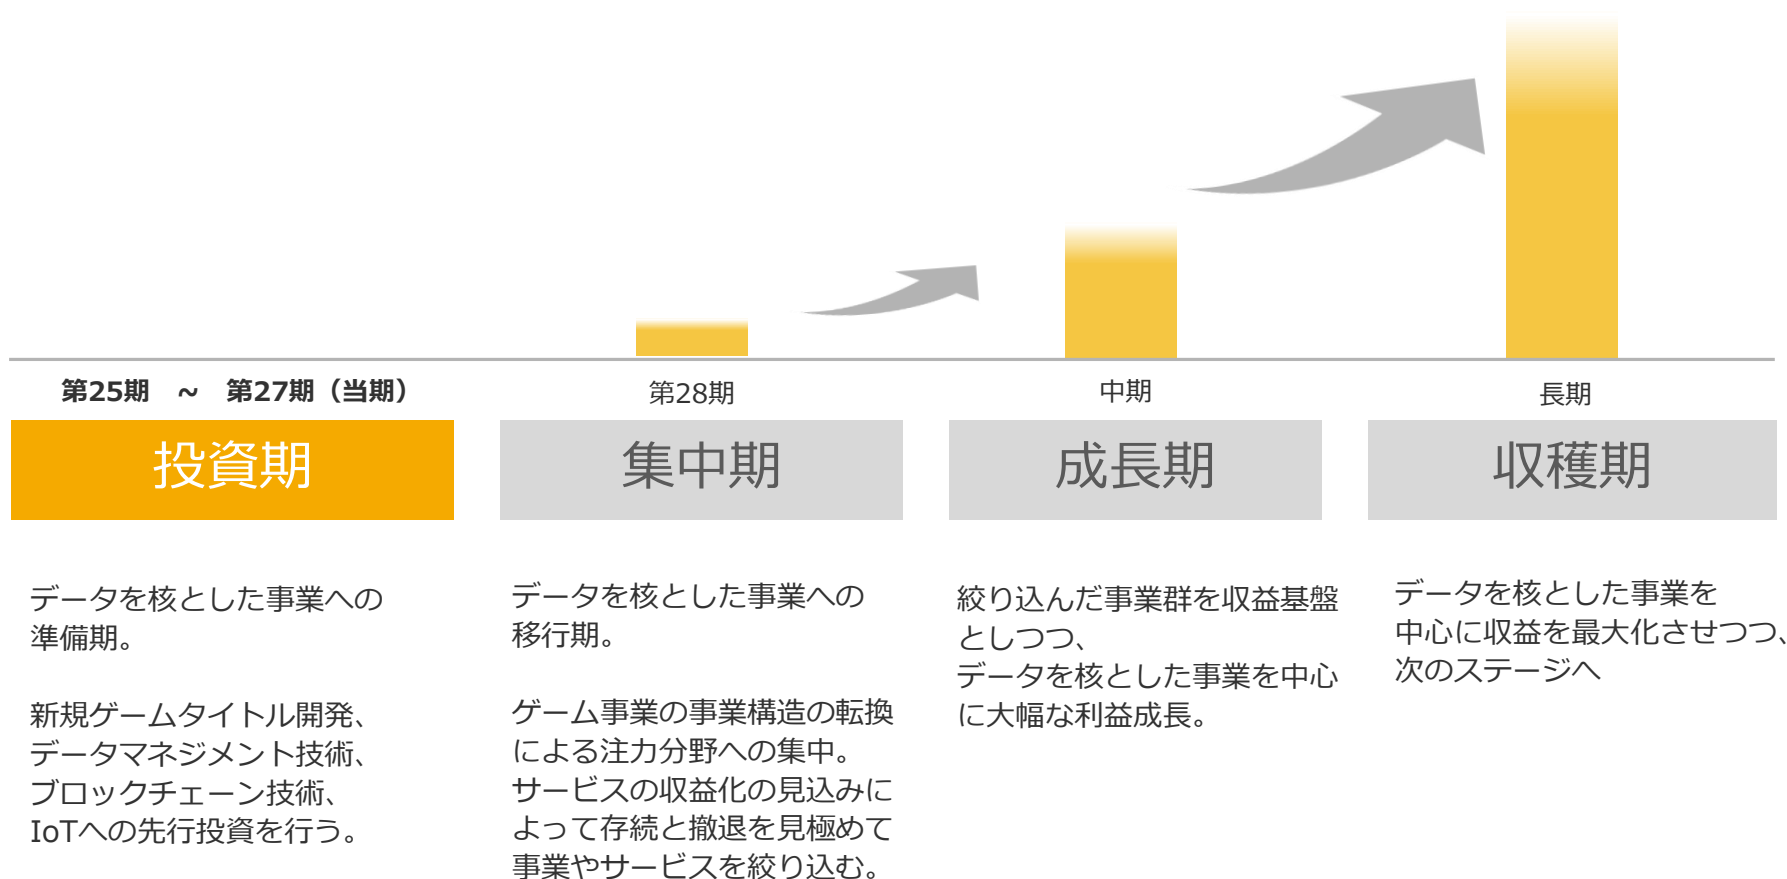 第25期　~　第27期（当期）
投資期
データを核とした事業への
準備期。
新規ゲームタイトル開発、
データマネジメント技術、
ブロックチェーン技術、
IoTへの先行投資を行う。
第28期
集中期
データを核とした事業への
移行期。
ゲーム事業の事業構造の転換
による注力分野への集中。
サービスの収益化の見込みに
よって存続と撤退を見極めて
事業やサービスを絞り込む。
中期
成長期
絞り込んだ事業群を収益基盤
としつつ、
データを核とした事業を中心
に大幅な利益成長。
長期
収穫期
データを核とした事業を
中心に収益を最大化させつつ、
次のステージへ